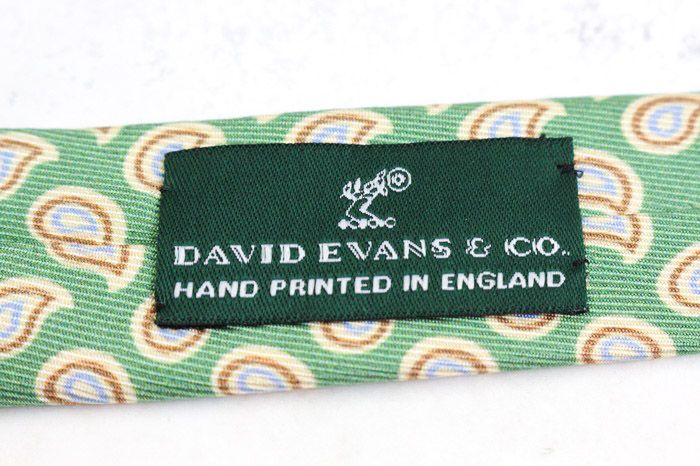 DAVID EVANS & CO.
HAND PRINTED IN ENGLAND